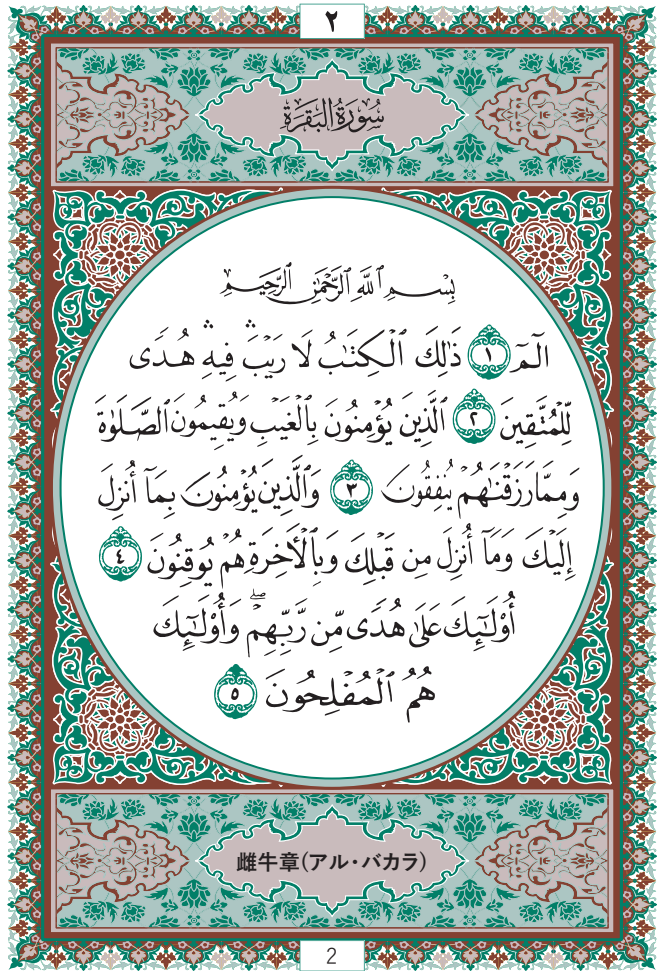 ٢
سُورَةُ الْبَقَرَةِ
بِسْمِ ٱللَّهِ ٱلرَّحْمَٰنِ ٱلرَّحِيمِ
الٓمٓ ١ ذَٰلِكَ ٱلْكِتَٰبُ لَا رَيْبَ ۛ فِيهِ ۛ هُدًى
لِّلْمُتَّقِينَ ٢ ٱلَّذِينَ يُؤْمِنُونَ بِٱلْغَيْبِ وَيُقِيمُونَ ٱلصَّلَوٰةَ
وَمِمَّا رَزَقْنَٰهُمْ يُنفِقُونَ ٣ وَٱلَّذِينَ يُؤْمِنُونَ بِمَآ أُنزِلَ
إِلَيْكَ وَمَآ أُنزِلَ مِن قَبْلِكَ وَبِٱلْأَخِرَةِ هُمْ يُوقِنُونَ ٤
أُو۟لَٰٓئِكَ عَلَىٰ هُدًى مِّن رَّبِّهِمْ ۖ وَأُو۟لَٰٓئِكَ
هُمُ ٱلْمُفْلِحُونَ ٥
雌牛章(アル・バカラ)
2